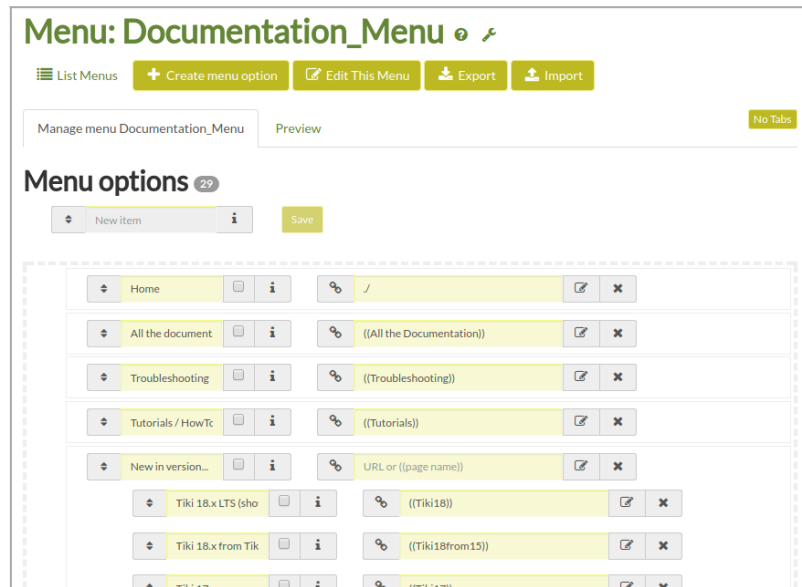 Menu: Documentation_Menu
List Menus Create menu option Edit This Menu Export Import
Manage menu Documentation_Menu Preview No Tabs
Menu options 29
New item Save
Home ./
All the document ((All the Documentation))
Troubleshooting ((Troubleshooting))
Tutorials / HowTo ((Tutorials))
New in version... URL or ((page name))
Tiki 18.x LTS (sho ((Tiki18))
Tiki 18.x from Tik ((Tiki18from15))
((Tiki17))